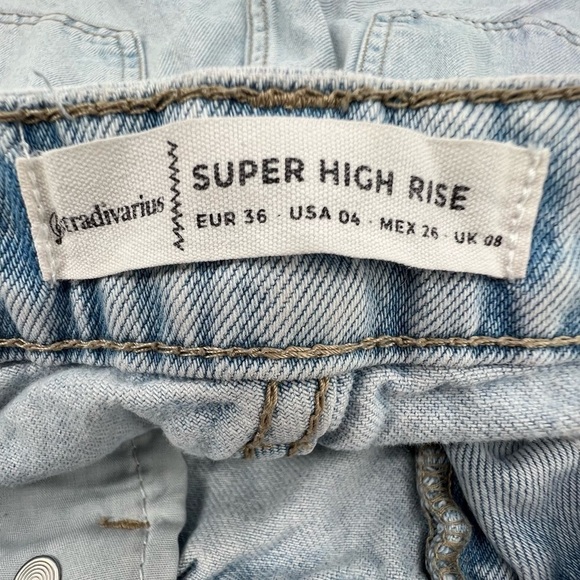 Stradivarius
SUPER HIGH RISE
EUR 36 · USA 04 · MEX 26 · UK 08